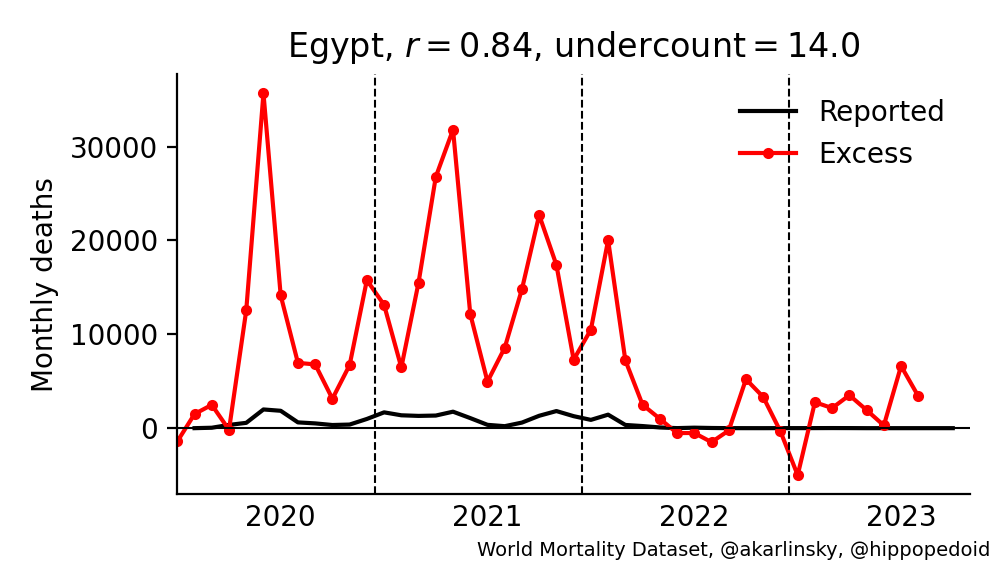 Egypt, r = 0.84, undercount = 14.0
Reported
Excess
Monthly deaths
30000
20000
10000
0
2020 2021 2022 2023
World Mortality Dataset, @akarlinsky, @hippopedoid